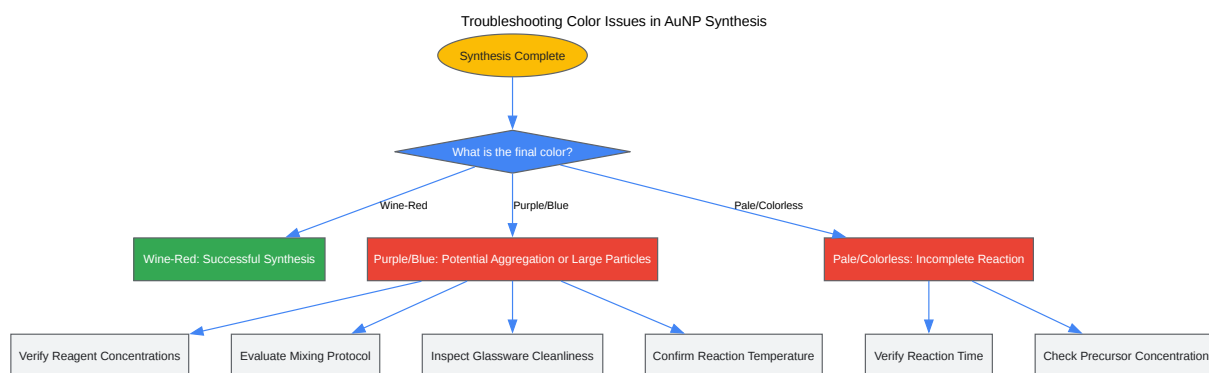 Troubleshooting Color Issues in AuNP Synthesis
Synthesis Complete
What is the final color?
Wine-Red
Purple/Blue
Pale/Colorless
Wine-Red: Successful Synthesis
Purple/Blue: Potential Aggregation or Large Particles
Pale/Colorless: Incomplete Reaction
Verify Reagent Concentrations
Evaluate Mixing Protocol
Inspect Glassware Cleanliness
Confirm Reaction Temperature
Verify Reaction Time
Check Precursor Concentration